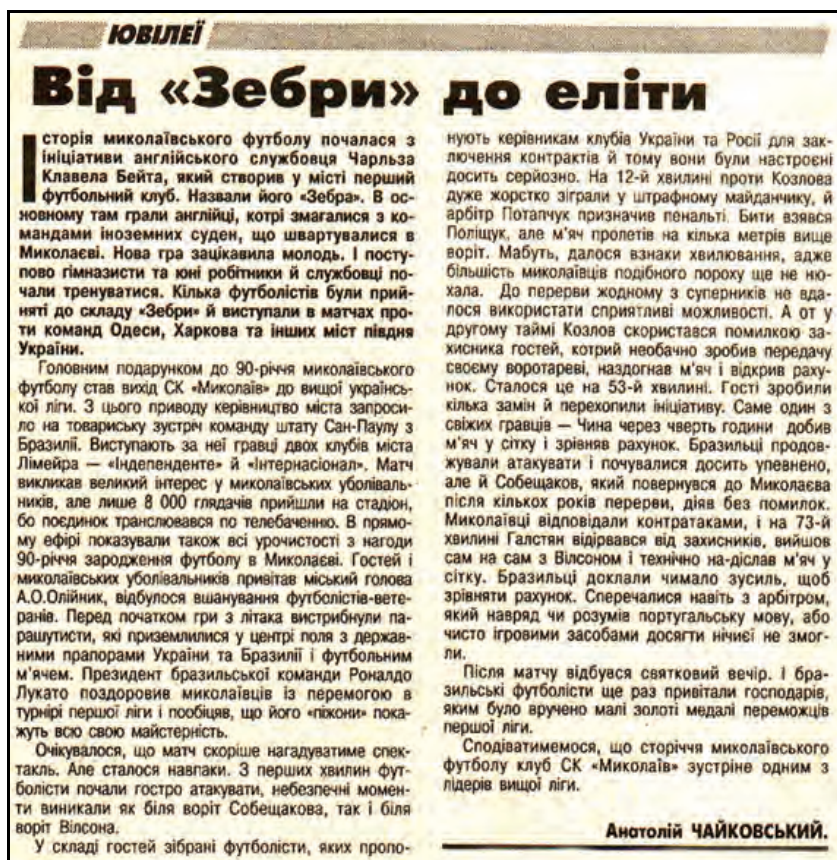 ЮВІЛЕЇ
Від «Зебри» до еліти
Історія миколаївського футболу почалася з
ініціативи англійського службовця Чарльза
Клавела Бейта, який створив у місті перший
футбольний клуб. Назвали його «Зебра». В ос-
новному там грали англійці, котрі змагалися з ко-
мандами іноземних суден, що швартувалися в
Миколаєві. Нова гра зацікавила молодь. І посту-
пово гімназисти та юні робітники й службовці по-
чали тренуватися. Кілька футболістів були прий-
няті до складу «Зебри» й виступали в матчах про-
ти команд Одеси, Харкова та інших міст півдня
України.
Головним подарунком до 90-річчя миколаївського
футболу став вихід СК «Миколаїв» до вищої українсь-
кої ліги. З цього приводу керівництво міста запроси-
ло на товариську зустріч команду штату Сан-Паулу з
Бразилії. Виступають за неї гравці двох клубів міста
Лімейра — «Індепенденте» й «Інтернасіонал». Матч
викликав великий інтерес у миколаївських уболіваль-
ників, але лише 8 000 глядачів прийшли на стадіон,
бо поєдинок транслювався по телебаченню. В прямо-
му ефірі показували також всі урочистості з нагоди
90-річчя зародження футболу в Миколаєві. Гостей і
миколаївських уболівальників привітав міський голова
А.О.Олійник, відбулося вшанування футболістів-вете-
ранів. Перед початком гри з літака вистрибнули па-
рашутисти, які приземлилися у центрі поля з держав-
ними прапорами України та Бразилії і футбольним
м'ячем. Президент бразильської команди Роналдо
Лукато поздоровив миколаївців із перемогою в
турнірі першої ліги і пообіцяв, що його «піжони» пока-
жуть всю свою майстерність.
Очікувалося, що матч скоріше нагадуватиме спек-
такль. Але сталося навпаки. З перших хвилин фут-
болісти почали гостро атакувати, небезпечні момен-
ти виникали як біля воріт Собещакова, так і біля
воріт Вілсона.
У складі гостей зібрані футболісти, яких пропо-
нують керівникам клубів України та Росії для зак-
лючення контрактів й тому вони були настроєні
досить серйозно. На 12-й хвилині проти Козлова
дуже жорстко зіграли у штрафному майданчику, й
арбітр Потапчук призначив пенальті. Бити взявся
Поліщук, але м'яч пролетів на кілька метрів вище
воріт. Мабуть, далося взнаки хвилювання, адже
більшість миколаївців подібного пороху ще не ню-
хала. До перерви жодному з суперників не вда-
лося використати сприятливі можливості. А от у
другому таймі Козлов скористався помилкою за-
хисника гостей, котрий необачно зробив передачу
своєму воротареві, наздогнав м'яч і відкрив раху-
нок. Сталося це на 53-й хвилині. Гості зробили
кілька замін й перехопили ініціативу. Саме один з
свіжих гравців — Чина через чверть години добив
м'яч у сітку і зрівняв рахунок. Бразильці продов-
жували атакувати і почувалися досить упевнено,
але й Собещаков, який повернувся до Миколаєва
після кількох років перерви, діяв без помилок.
Миколаївці відповідали контратаками, і на 73-й
хвилині Галстян відірвався від захисників, вийшов
сам на сам з Вілсоном і технічно на-діслав м'яч у
сітку. Бразильці доклали чимало зусиль, щоб
зрівняти рахунок. Сперечалися навіть з арбітром,
який навряд чи розумів португальську мову, або
чисто ігровими засобами досягти нічиєї не змог-
ли.
Після матчу відбувся святковий вечір. І бра-
зильські футболісти ще раз привітали господарів,
яким було вручено малі золоті медалі переможців
першої ліги.
Сподіватимемося, що сторіччя миколаївського
футболу клуб СК «Миколаїв» зустріне одним з
лідерів вищої ліги.
Анатолій ЧАЙКОВСЬКИЙ.